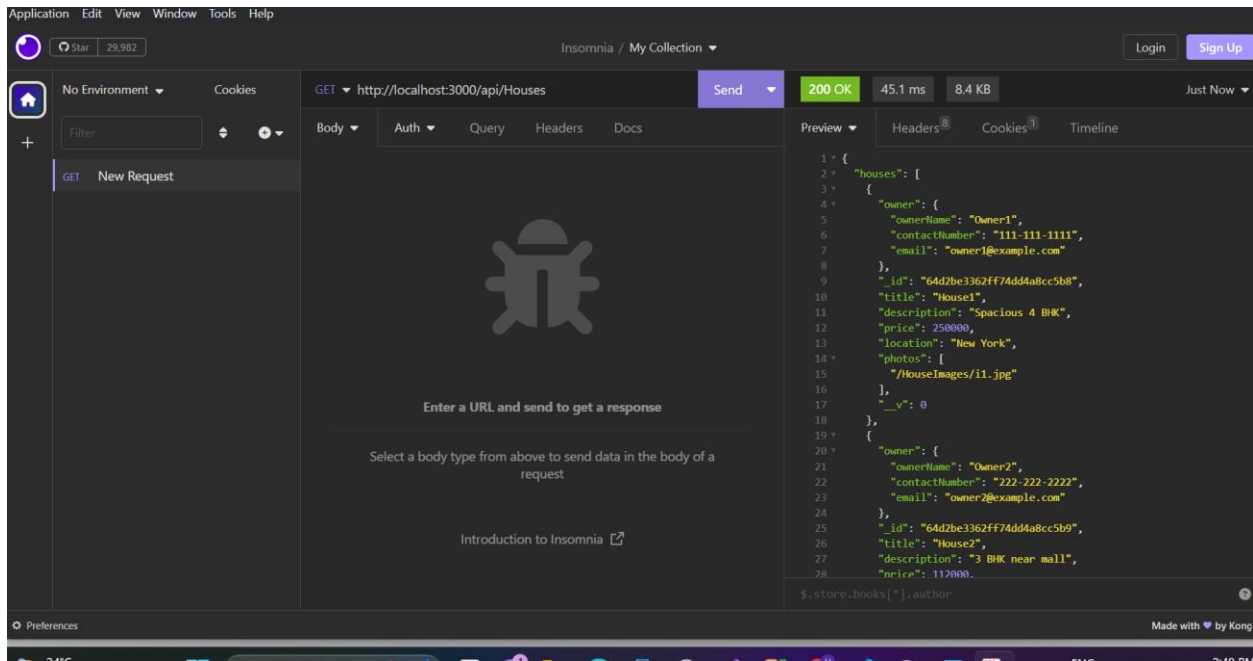 Application Edit View Window Tools Help
Star 29,982
Insomnia / My Collection
Login Sign Up
No Environment Cookies
GET http://localhost:3000/api/Houses Send
200 OK 45.1 ms 8.4 KB Just Now
Filter
Body Auth Query Headers Docs
Preview Headers 8 Cookies 1 Timeline
GET New Request
Enter a URL and send to get a response
Select a body type from above to send data in the body of a
request
Introduction to Insomnia
1 {
2 "houses": [
3 {
4 "owner": {
5 "ownerName": "Owner1",
6 "contactNumber": "111-111-1111",
7 "email": "owner1@example.com"
8 },
9 "_id": "64d2be3362ff74dd4a8cc5b8",
10 "title": "House1",
11 "description": "Spacious 4 BHK",
12 "price": 250000,
13 "location": "New York",
14 "photos": [
15 "/HouseImages/i1.jpg"
16 ],
17 "__v": 0
18 },
19 {
20 "owner": {
21 "ownerName": "Owner2",
22 "contactNumber": "222-222-2222",
23 "email": "owner2@example.com"
24 },
25 "_id": "64d2be3362ff74dd4a8cc5b9",
26 "title": "House2",
27 "description": "3 BHK near mall",
28 "price": 112000,
$.store.books[*].author
Preferences
Made with by Kong
ENG